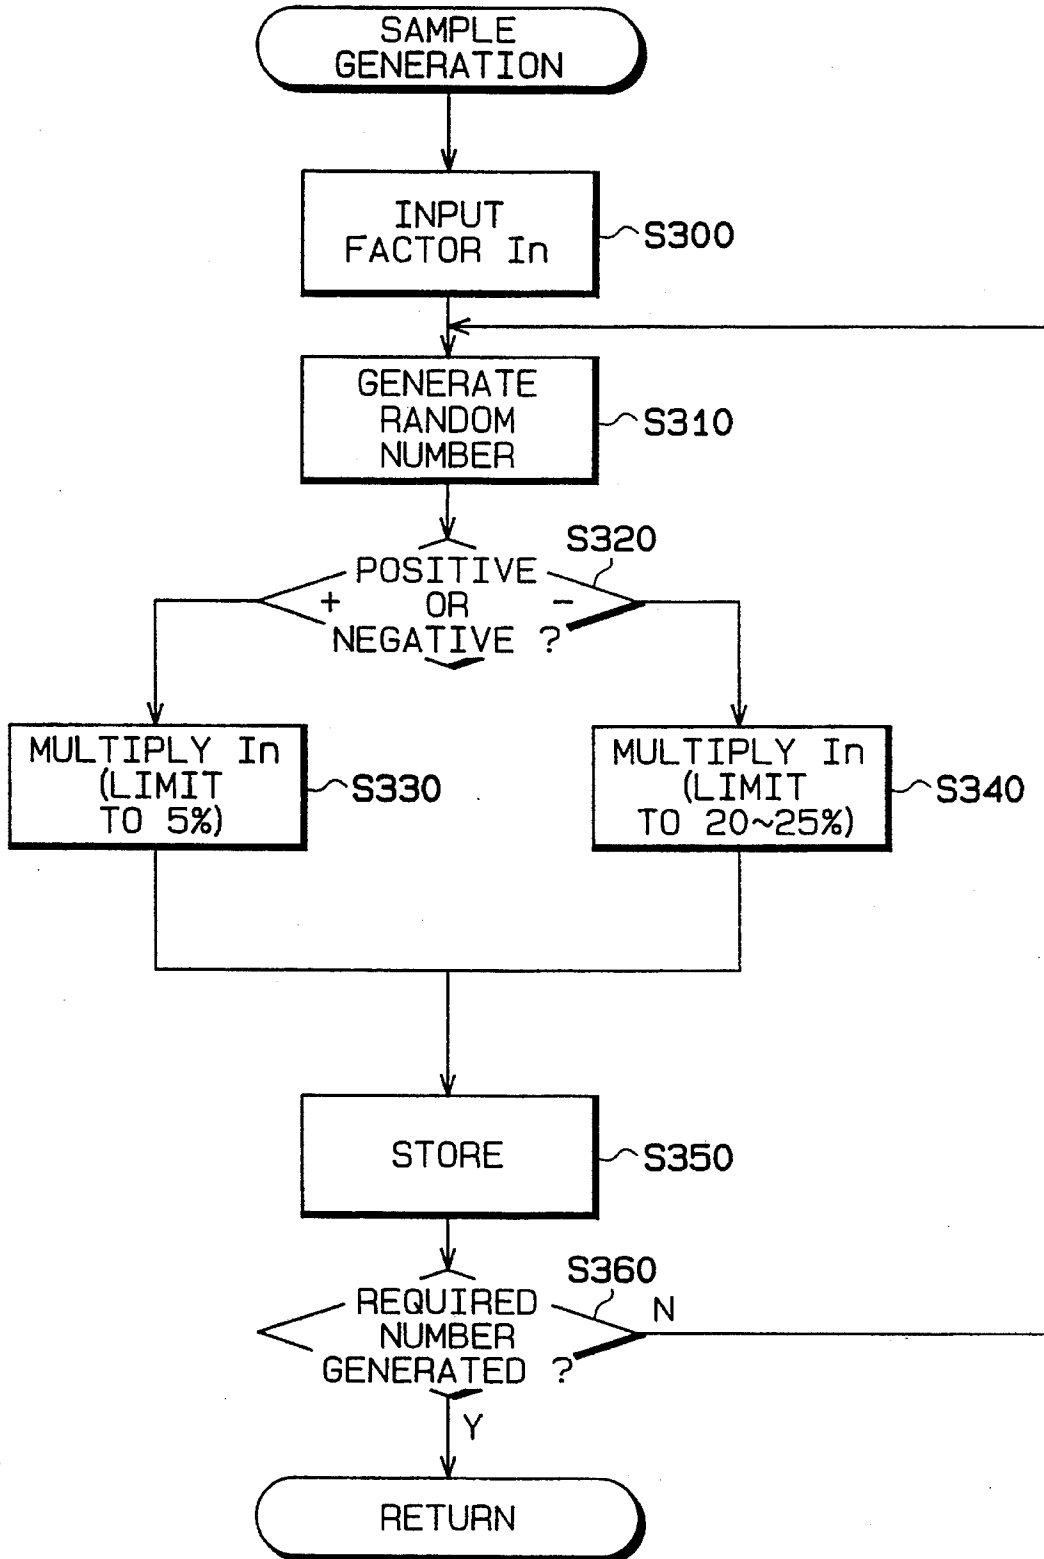 SAMPLE
GENERATION
INPUT
FACTOR In
S300
GENERATE
RANDOM
NUMBER
S310
S320
POSITIVE
+ OR -
NEGATIVE ?
MULTIPLY In
(LIMIT
TO 5%)
S330
MULTIPLY In
(LIMIT
TO 20~25%)
S340
STORE
S350
S360
REQUIRED
NUMBER
GENERATED ?
N
Y
RETURN